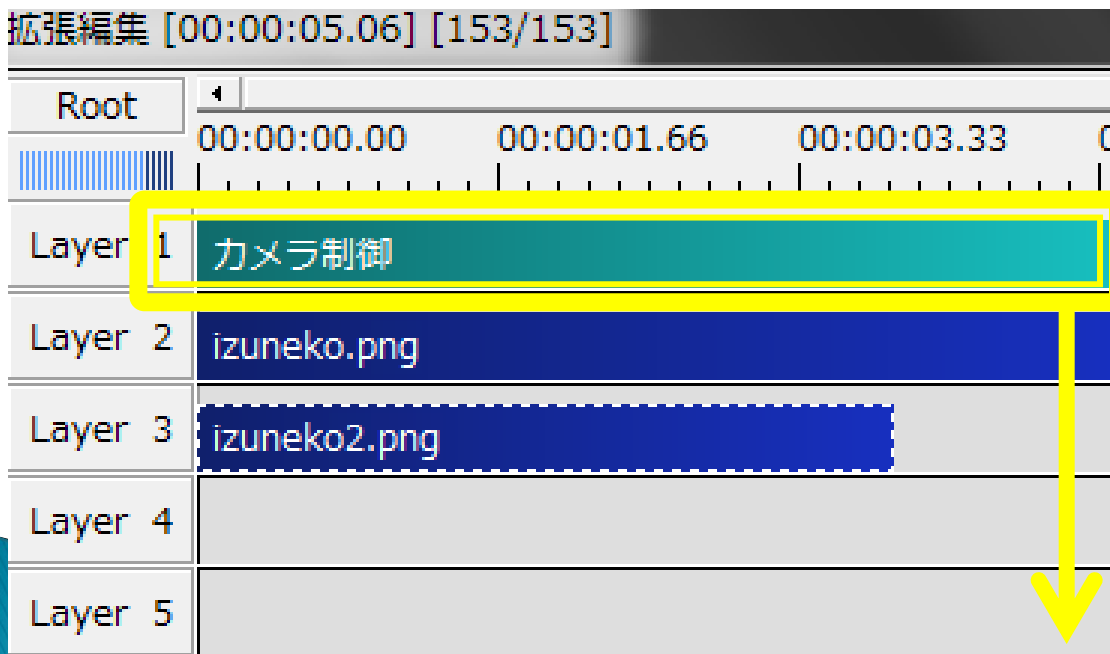 拡張編集 [00:00:05.06] [153/153]
Root
00:00:00.00 00:00:01.66 00:00:03.33
Layer 1 カメラ制御
Layer 2 izuneko.png
Layer 3 izuneko2.png
Layer 4
Layer 5